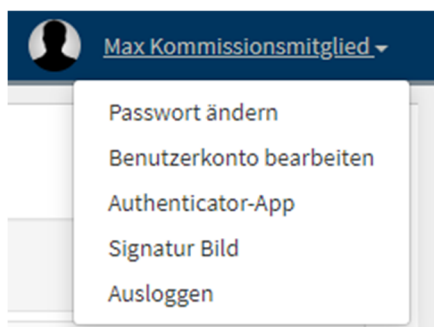 Max Kommissionsmitglied
Passwort ändern
Benutzerkonto bearbeiten
Authenticator-App
Signatur Bild
Ausloggen